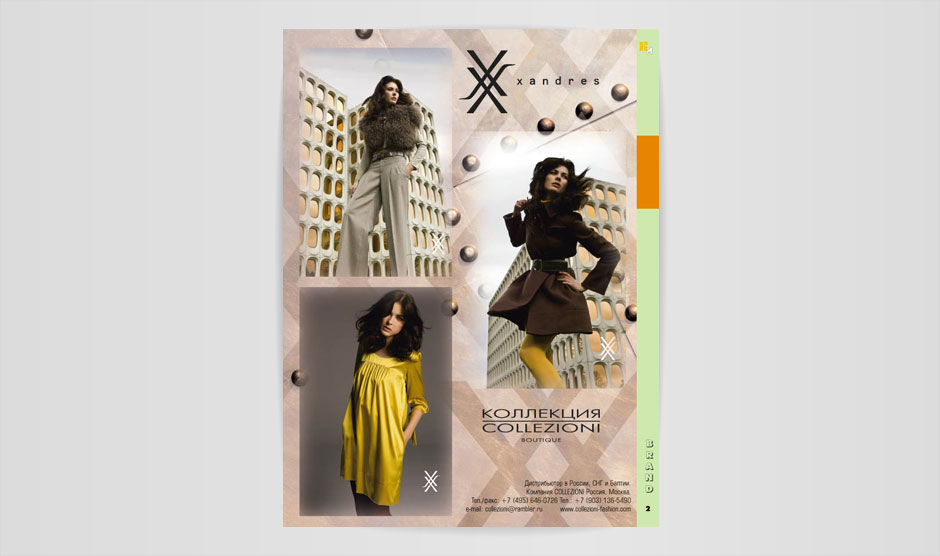 xandres
КОЛЛЕКЦИЯ
COLLEZIONI
BOUTIQUE
Дистрибьютор в России, СНГ и Балтии.
Компания COLLEZIONI Россия, Москва.
Тел./факс: +7 (495) 646-0726 Тел.: +7 (903) 136-5490
e-mail: collezioni@rambler.ru www.collezioni-fashion.com
BRAND
2